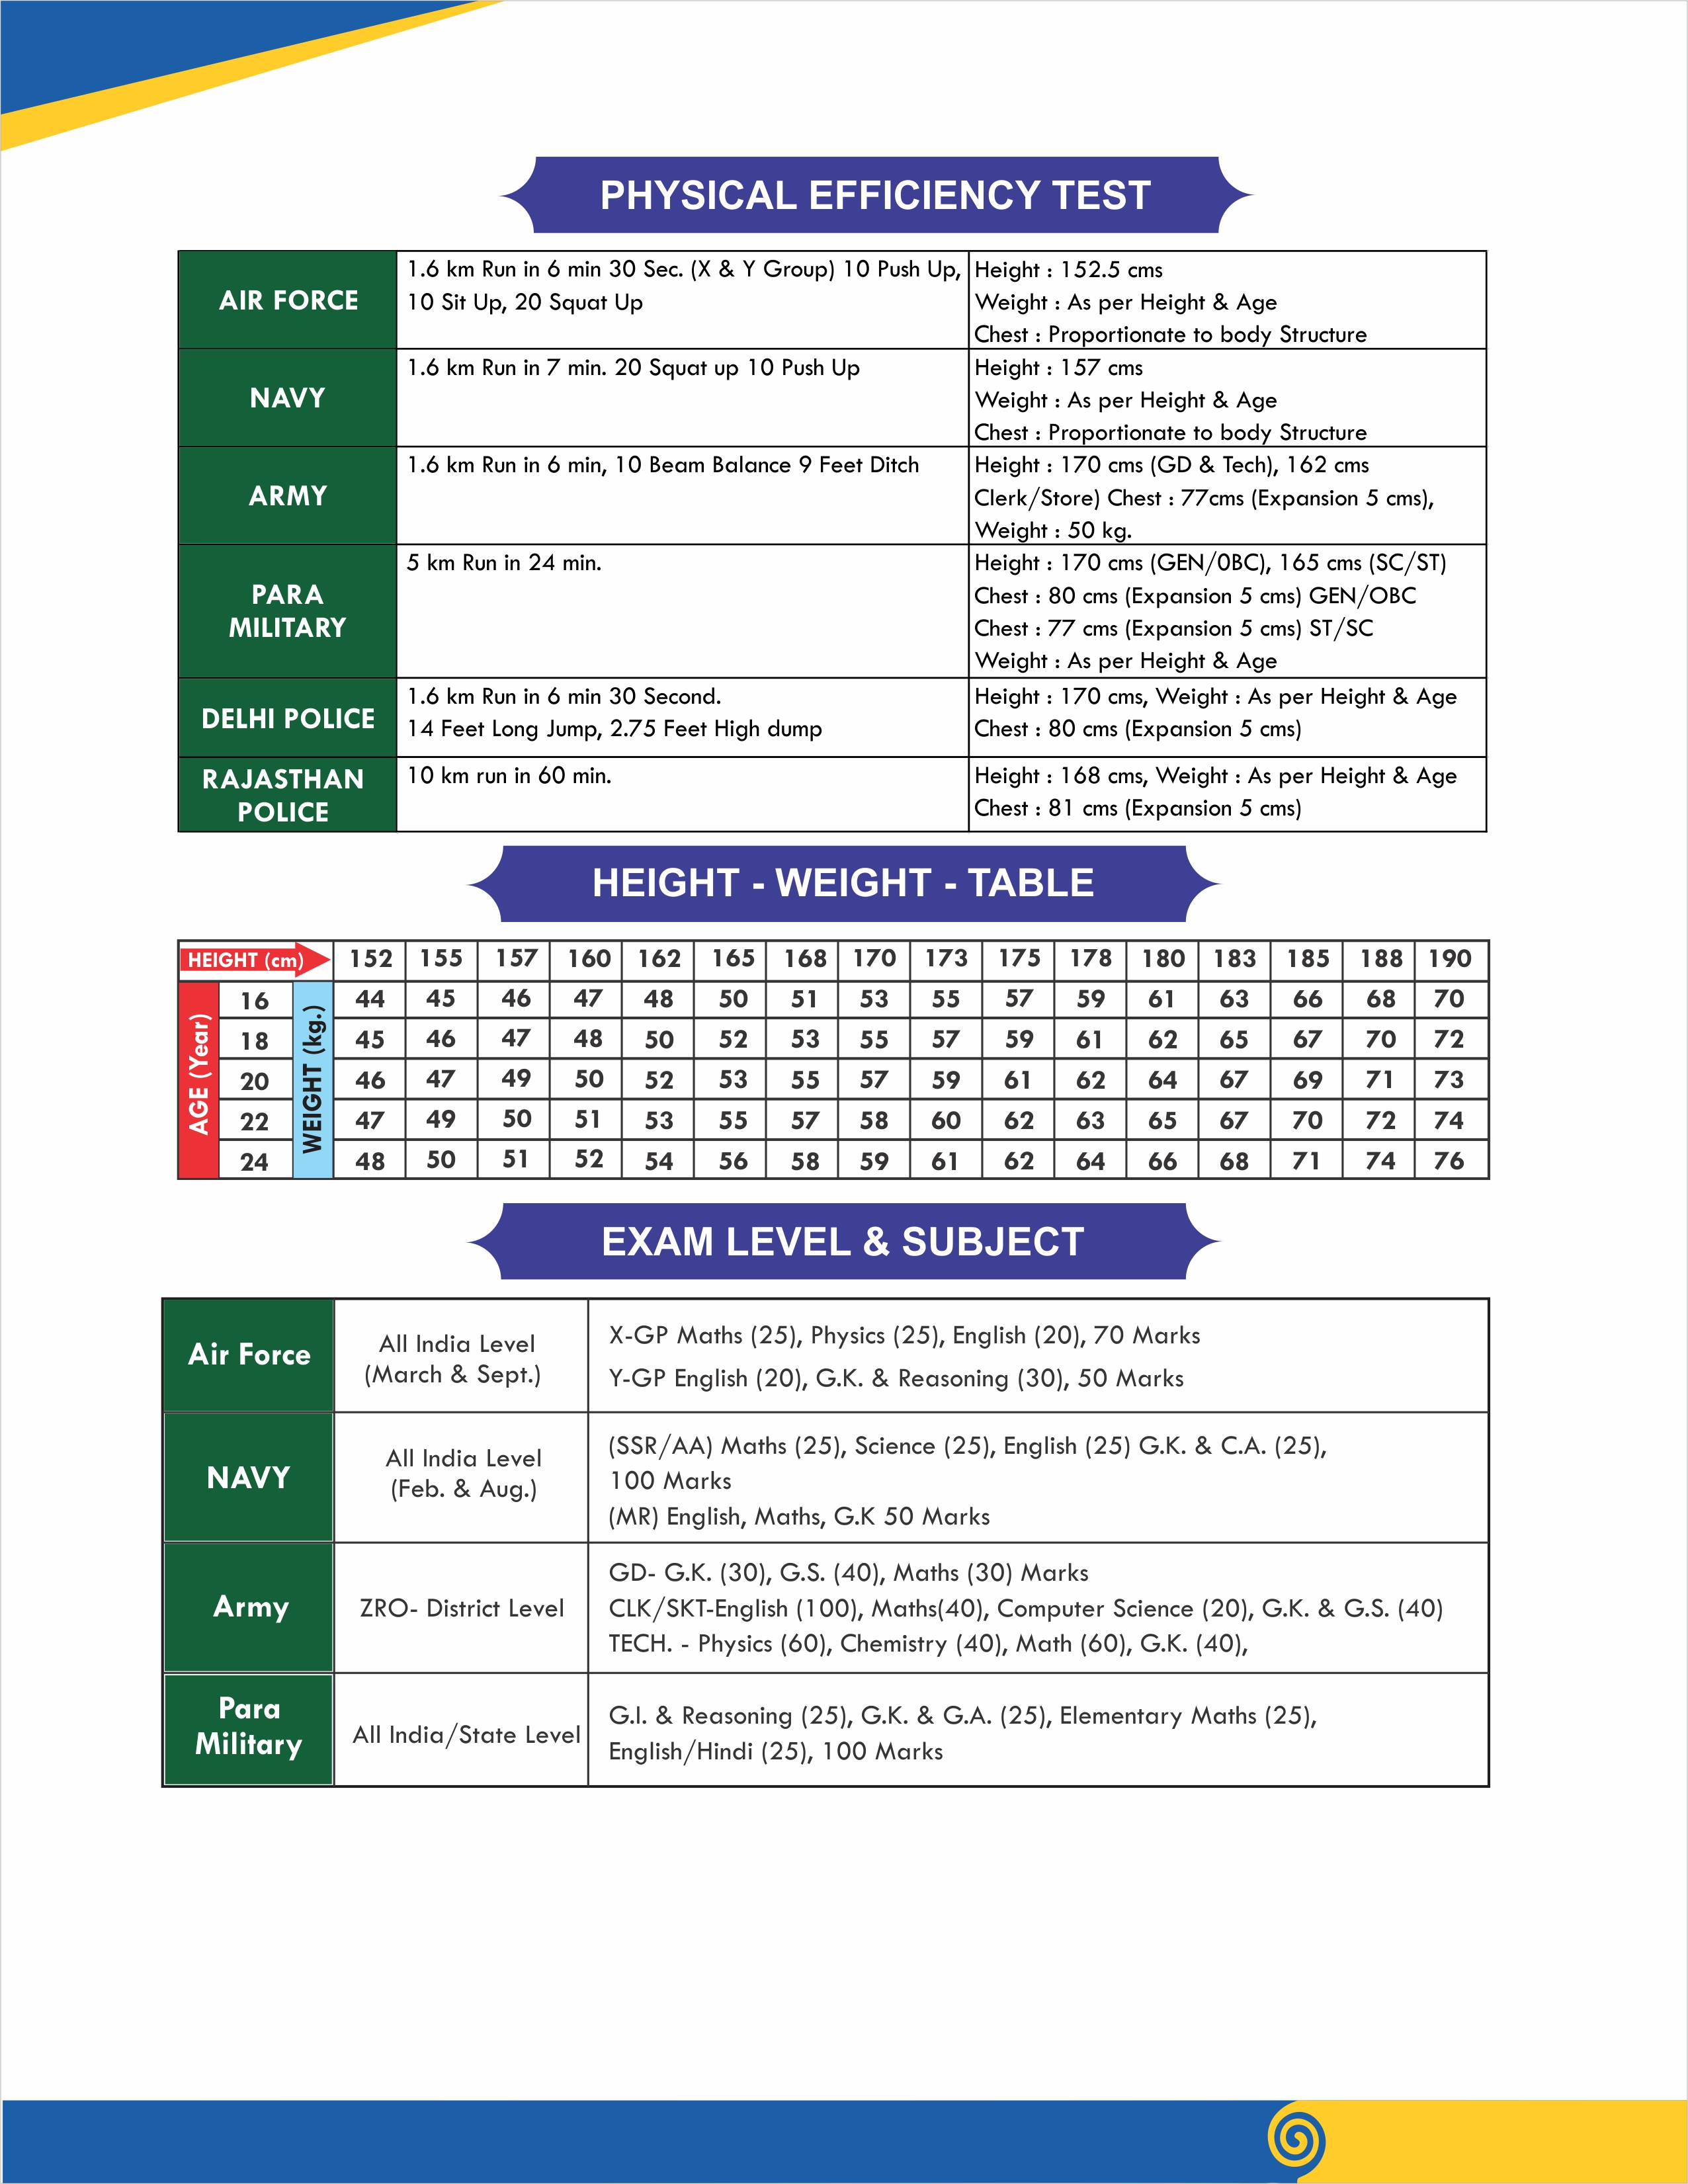 PHYSICAL EFFICIENCY TEST
AIR FORCE
1.6 km Run in 6 min 30 Sec. (X & Y Group) 10 Push Up,
10 Sit Up, 20 Squat Up
Height : 152.5 cms
Weight : As per Height & Age
Chest : Proportionate to body Structure
NAVY
1.6 km Run in 7 min. 20 Squat up 10 Push Up
Height : 157 cms
Weight : As per Height & Age
Chest : Proportionate to body Structure
ARMY
1.6 km Run in 6 min, 10 Beam Balance 9 Feet Ditch
Height : 170 cms (GD & Tech), 162 cms
Clerk/Store) Chest : 77cms (Expansion 5 cms),
Weight : 50 kg.
PARA
MILITARY
5 km Run in 24 min.
Height : 170 cms (GEN/0BC), 165 cms (SC/ST)
Chest : 80 cms (Expansion 5 cms) GEN/OBC
Chest : 77 cms (Expansion 5 cms) ST/SC
Weight : As per Height & Age
DELHI POLICE
1.6 km Run in 6 min 30 Second.
14 Feet Long Jump, 2.75 Feet High dump
Height : 170 cms, Weight : As per Height & Age
Chest : 80 cms (Expansion 5 cms)
RAJASTHAN
POLICE
10 km run in 60 min.
Height : 168 cms, Weight : As per Height & Age
Chest : 81 cms (Expansion 5 cms)
HEIGHT - WEIGHT - TABLE
HEIGHT (cm) 152 155 157 160 162 165 168 170 173 175 178 180 183 185 188 190
AGE (Year)
WEIGHT (kg.)
16 44 45 46 47 48 50 51 53 55 57 59 61 63 66 68 70
18 45 46 47 48 50 52 53 55 57 59 61 62 65 67 70 72
20 46 47 49 50 52 53 55 57 59 61 62 64 67 69 71 73
22 47 49 50 51 53 55 57 58 60 62 63 65 67 70 72 74
24 48 50 51 52 54 56 58 59 61 62 64 66 68 71 74 76
EXAM LEVEL & SUBJECT
Air Force
All India Level
(March & Sept.)
X-GP Maths (25), Physics (25), English (20), 70 Marks
Y-GP English (20), G.K. & Reasoning (30), 50 Marks
NAVY
All India Level
(Feb. & Aug.)
(SSR/AA) Maths (25), Science (25), English (25) G.K. & C.A. (25),
100 Marks
(MR) English, Maths, G.K 50 Marks
Army
ZRO- District Level
GD- G.K. (30), G.S. (40), Maths (30) Marks
CLK/SKT-English (100), Maths(40), Computer Science (20), G.K. & G.S. (40)
TECH. - Physics (60), Chemistry (40), Math (60), G.K. (40),
Para
Military
All India/State Level
G.I. & Reasoning (25), G.K. & G.A. (25), Elementary Maths (25),
English/Hindi (25), 100 Marks